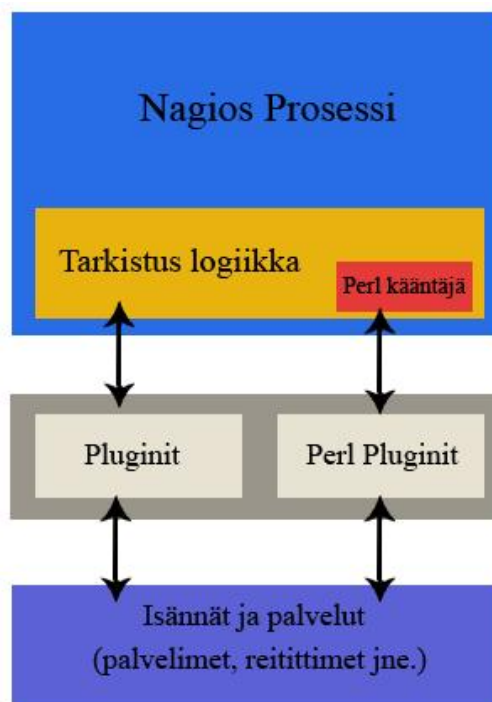 Nagios Prosessi
Tarkistus logiikka
Perl kääntäjä
Pluginit
Perl Pluginit
Isännät ja palvelut
(palvelimet, reitittimet jne.)